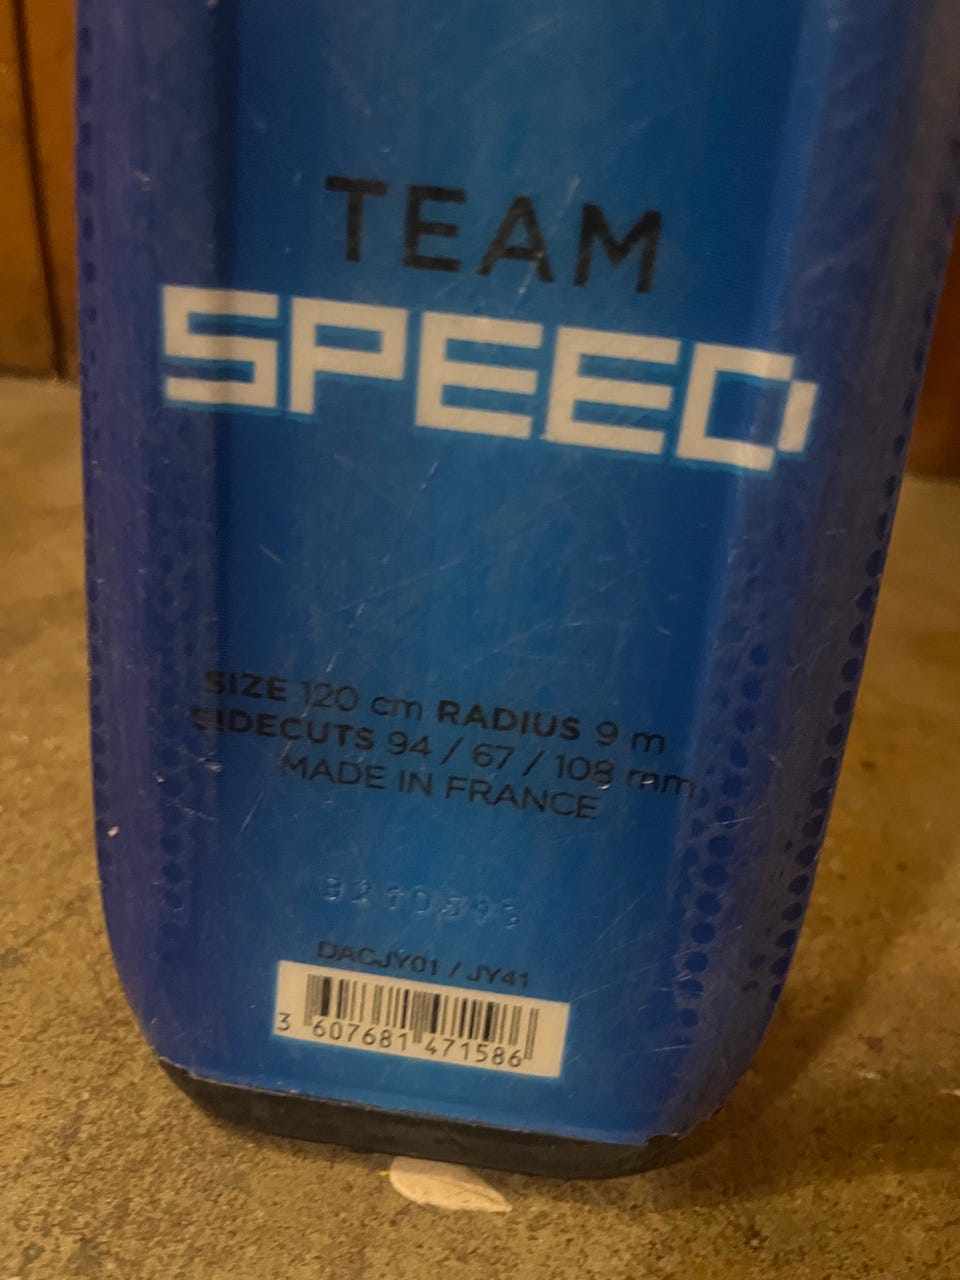 TEAM
SPEED
SIZE 120 cm RADIUS 9 m
SIDECUTS 94 / 67 / 108 mm
MADE IN FRANCE
DACJY01 / JY41
3 607681 471586